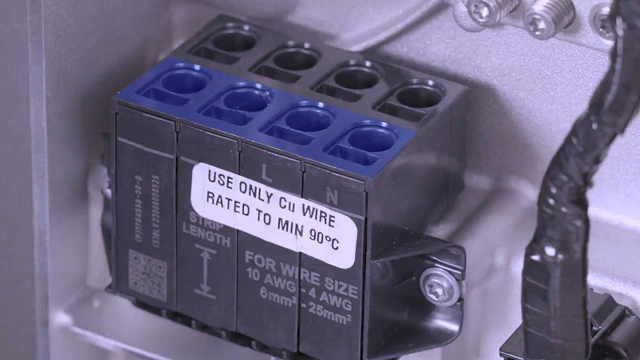 L
N
USE ONLY Cu WIRE
RATED TO MIN 90°C
STRIP
LENGTH
FOR WIRE SIZE
10 AWG - 4 AWG
6mm² - 25mm²